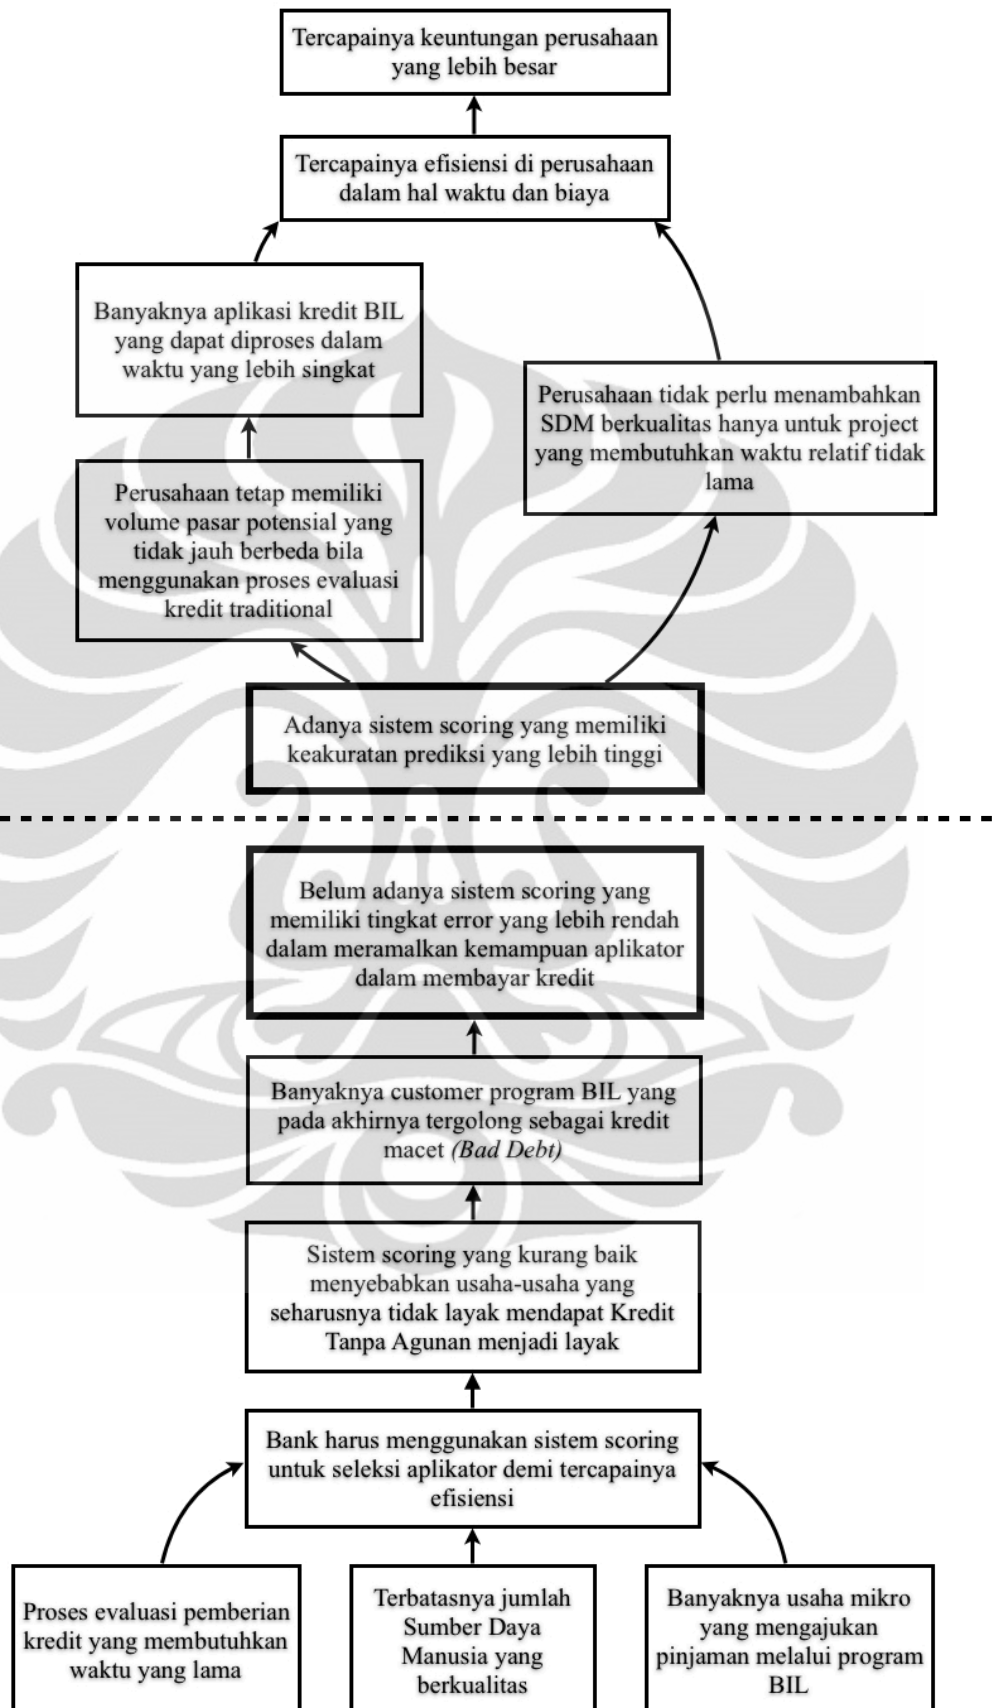 Tercapainya keuntungan perusahaan
yang lebih besar
Tercapainya efisiensi di perusahaan
dalam hal waktu dan biaya
Banyaknya aplikasi kredit BIL
yang dapat diproses dalam
waktu yang lebih singkat
Perusahaan tidak perlu menambahkan
SDM berkualitas hanya untuk project
yang membutuhkan waktu relatif tidak
lama
Perusahaan tetap memiliki
volume pasar potensial yang
tidak jauh berbeda bila
menggunakan proses evaluasi
kredit traditional
Adanya sistem scoring yang memiliki
keakuratan prediksi yang lebih tinggi
Belum adanya sistem scoring yang
memiliki tingkat error yang lebih rendah
dalam meramalkan kemampuan aplikator
dalam membayar kredit
Banyaknya customer program BIL yang
pada akhirnya tergolong sebagai kredit
macet (Bad Debt)
Sistem scoring yang kurang baik
menyebabkan usaha-usaha yang
seharusnya tidak layak mendapat Kredit
Tanpa Agunan menjadi layak
Bank harus menggunakan sistem scoring
untuk seleksi aplikator demi tercapainya
efisiensi
Proses evaluasi pemberian
kredit yang membutuhkan
waktu yang lama
Terbatasnya jumlah
Sumber Daya
Manusia yang
berkualitas
Banyaknya usaha mikro
yang mengajukan
pinjaman melalui program
BIL